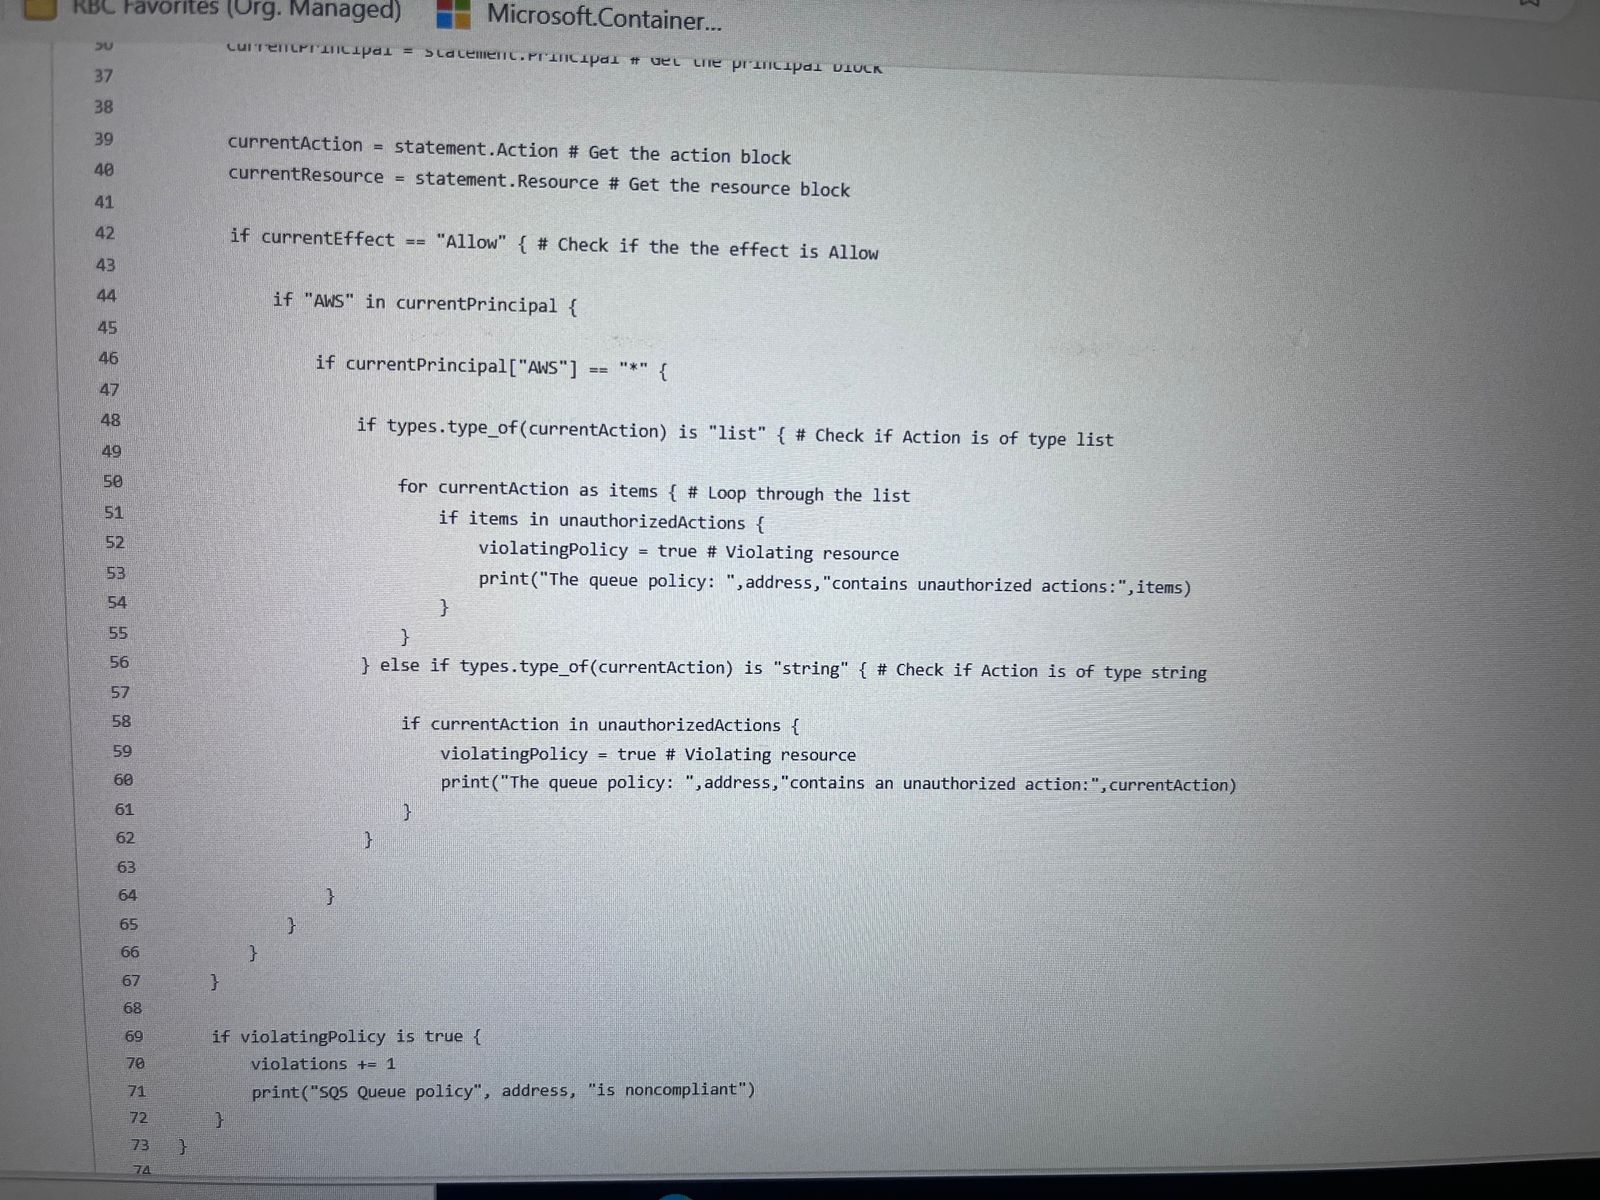 RBC Favorites (Org. Managed) Microsoft.Container...
currentPrincipal = statement.Principal # Get the principal block
37
38
39 currentAction = statement.Action # Get the action block
40 currentResource = statement.Resource # Get the resource block
41
42 if currentEffect == "Allow" { # Check if the the effect is Allow
43
44 if "AWS" in currentPrincipal {
45
46 if currentPrincipal["AWS"] == "*" {
47
48 if types.type_of(currentAction) is "list" { # Check if Action is of type list
49
50 for currentAction as items { # Loop through the list
51 if items in unauthorizedActions {
52 violatingPolicy = true # Violating resource
53 print("The queue policy: ",address,"contains unauthorized actions:",items)
54 }
55 }
56 } else if types.type_of(currentAction) is "string" { # Check if Action is of type string
57
58 if currentAction in unauthorizedActions {
59 violatingPolicy = true # Violating resource
60 print("The queue policy: ",address,"contains an unauthorized action:",currentAction)
61 }
62 }
63
64 }
65 }
66 }
67 }
68
69 if violatingPolicy is true {
70 violations += 1
71 print("SQS Queue policy", address, "is noncompliant")
72 }
73 }
74